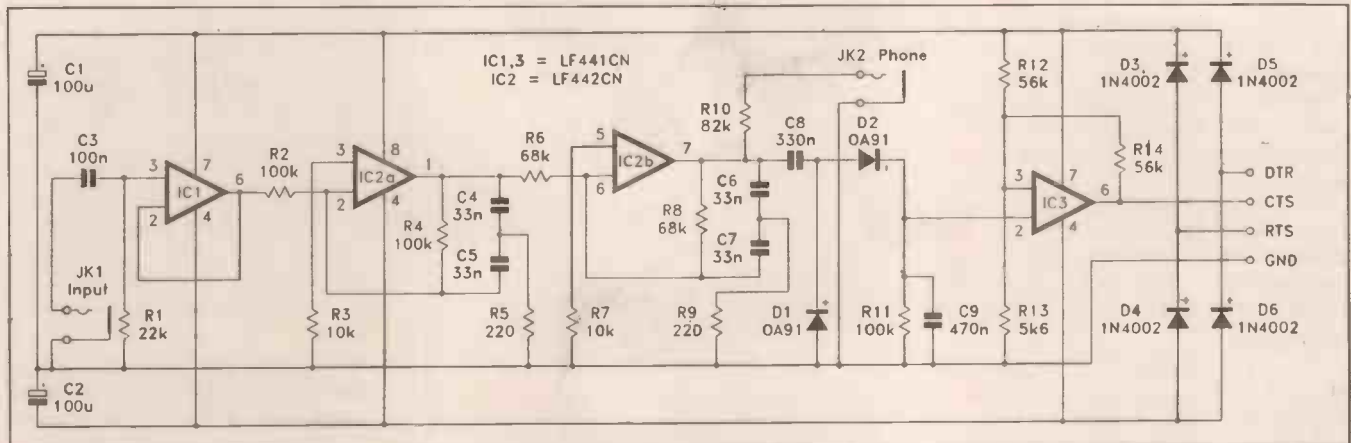 IC1,3 = LF441CN
IC2 = LF442CN
C1
100u
C3
100n
3
2
IC1
7
6
4
JK1
Input
R1
22k
C2
100u
R2
100k
R3
10k
3
2
IC2a
8
1
4
R4
100k
C4
33n
C5
33n
R5
220
R6
68k
R7
10k
5
6
IC2b
7
R8
68k
R9
220
R10
82k
JK2 Phone
C8
330n
C6
33n
C7
33n
D1
OA91
D2
OA91
R11
100k
C9
470n
R12
56k
R13
5k6
3
2
IC3
7
6
4
R14
56k
D3
1N4002
D5
1N4002
DTR
CTS
RTS
GND
D4
1N4002
D6
1N4002